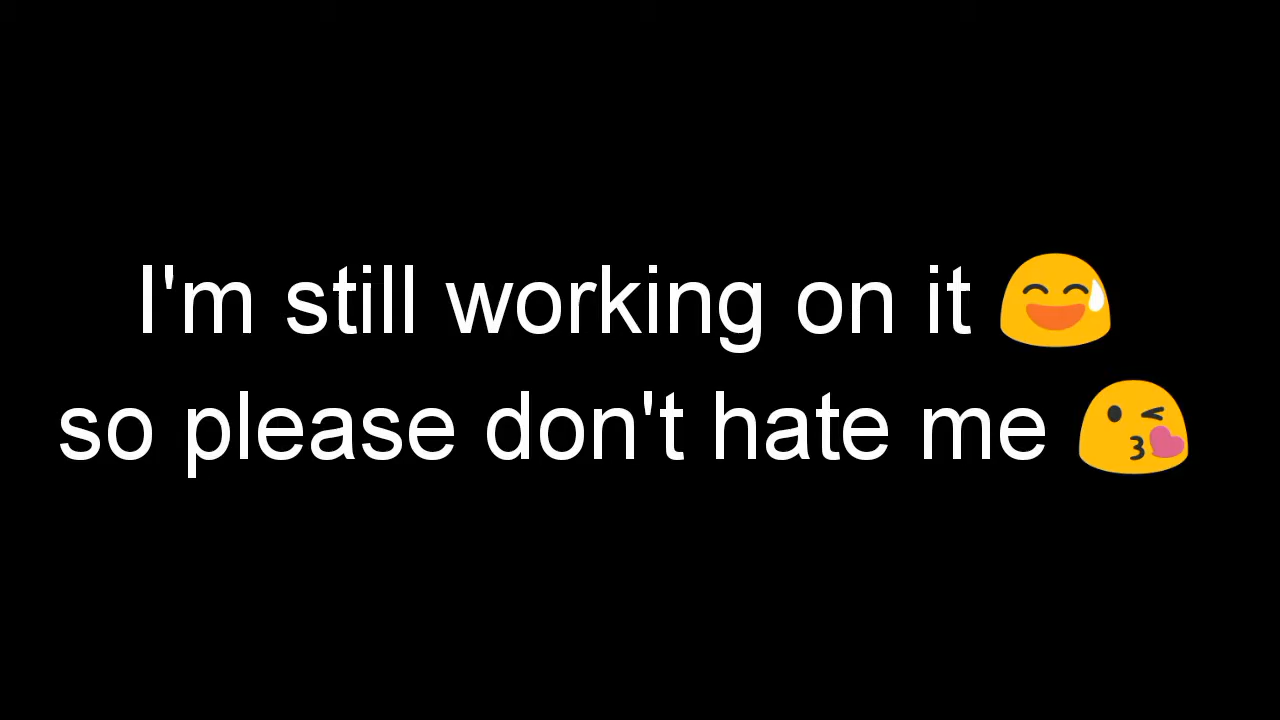 I'm still working on it 😅
so please don't hate me 😘